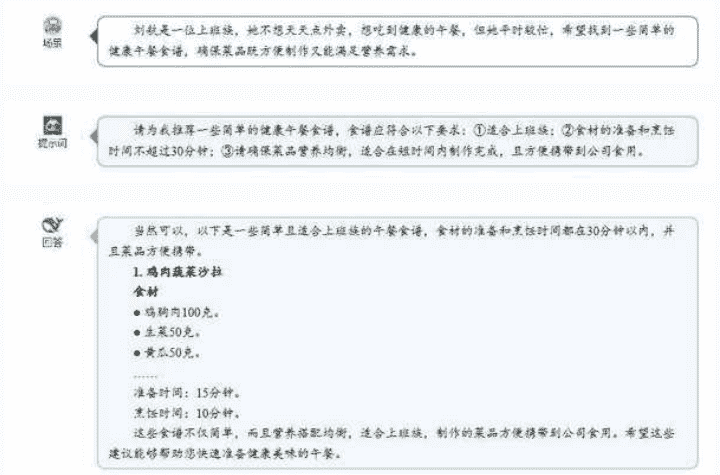 刘敏是一位上班族，她不想天天点外卖，想吃到健康的午餐，但她平时较忙，希望找到一些简单的
健康午餐食谱，确保菜品既方便制作又能满足营养需求。
场景
请为我推荐一些简单的健康午餐食谱，食谱应符合以下要求：①适合上班族；②食材的准备和烹饪
时间不超过30分钟；③请确保菜品营养均衡，适合在短时间内制作完成，且方便携带到公司食用。
提示词
当然可以，以下是一些简单且适合上班族的午餐食谱，食材的准备和烹饪时间都在30分钟以内，并
且菜品方便携带。
回答
1. 鸡肉蔬菜沙拉
食材
● 鸡胸肉100克。
● 生菜50克。
● 黄瓜50克。
……
准备时间：15分钟。
烹饪时间：10分钟。
这些食谱不仅简单，而且营养搭配均衡，适合上班族，制作的菜品方便携带到公司食用。希望这些
建议能够帮助您快速准备健康美味的午餐。